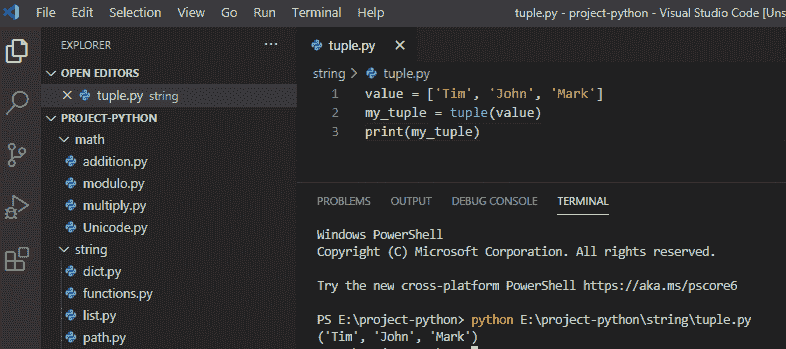 File Edit Selection View Go Run Terminal Help tuple.py - project-python - Visual Studio Code [Uns
EXPLORER ···
OPEN EDITORS
tuple.py string
PROJECT-PYTHON
math
addition.py
modulo.py
multiply.py
Unicode.py
string
dict.py
functions.py
list.py
path.py
tuple.py
string > tuple.py
1 value = ['Tim', 'John', 'Mark']
2 my_tuple = tuple(value)
3 print(my_tuple)
PROBLEMS OUTPUT DEBUG CONSOLE TERMINAL
Windows PowerShell
Copyright (C) Microsoft Corporation. All rights reserved.
Try the new cross-platform PowerShell https://aka.ms/pscore6
PS E:\project-python> python E:\project-python\string\tuple.py
('Tim', 'John', 'Mark')